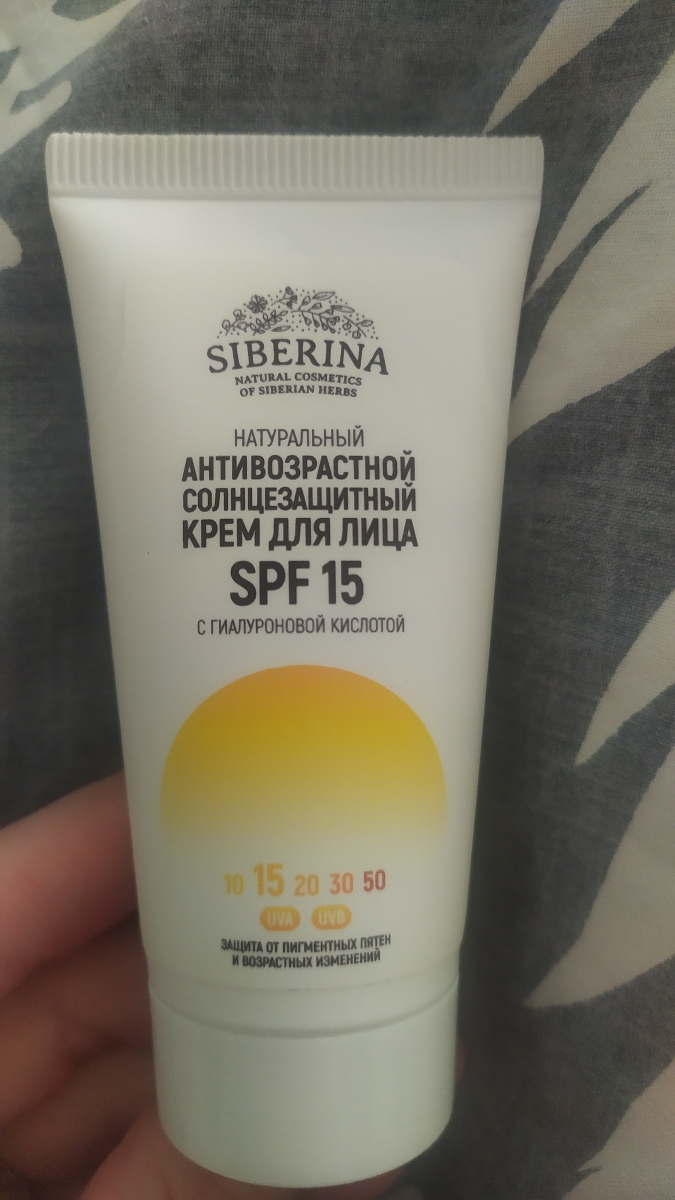 SIBERINA
NATURAL COSMETICS
OF SIBERIAN HERBS
НАТУРАЛЬНЫЙ
АНТИВОЗРАСТНОЙ
СОЛНЦЕЗАЩИТНЫЙ
КРЕМ ДЛЯ ЛИЦА
SPF 15
С ГИАЛУРОНОВОЙ КИСЛОТОЙ
10 15 20 30 50
UVA UVB
ЗАЩИТА ОТ ПИГМЕНТНЫХ ПЯТЕН
И ВОЗРАСТНЫХ ИЗМЕНЕНИЙ